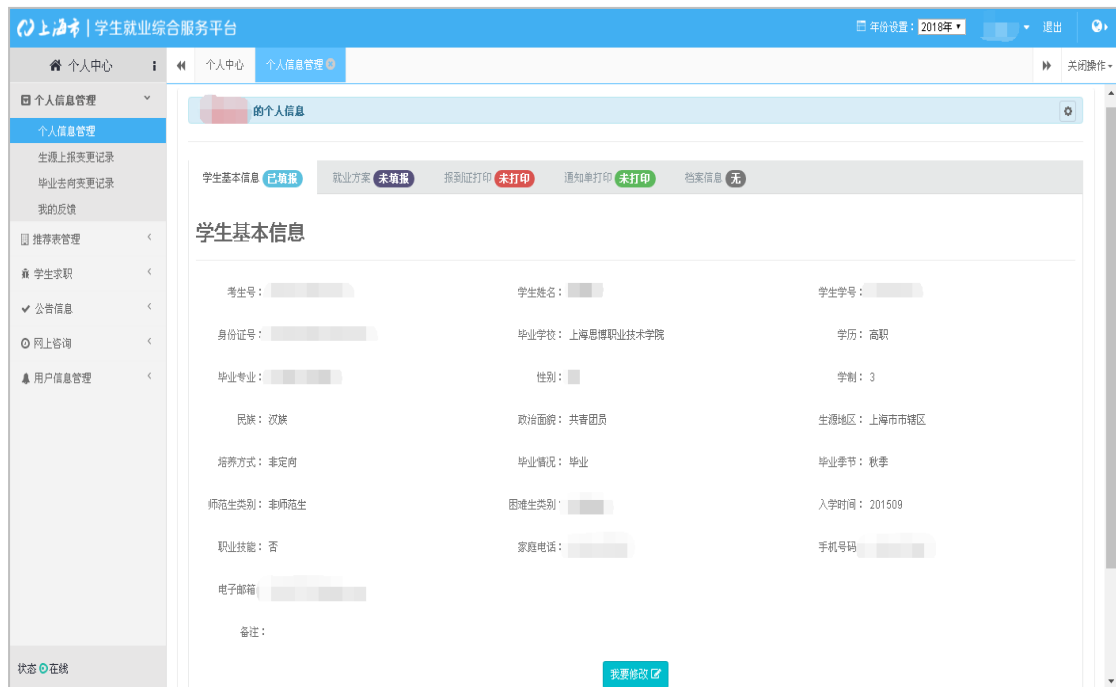 上海市 | 学生就业综合服务平台
年份设置： 2018年 退出
个人中心 个人中心 个人信息管理 关闭操作
个人信息管理
的个人信息
个人信息管理
生源上报变更记录
毕业去向变更记录
我的反馈
推荐表管理
学生求职
公告信息
网上咨询
用户信息管理
学生基本信息 已填报 就业方案 未填报 报到证打印 未打印 通知单打印 未打印 档案信息 无
学生基本信息
考生号： 学生姓名： 学生学号：
身份证号： 毕业学校： 上海思博职业技术学院 学历： 高职
毕业专业： 性别： 学制： 3
民族： 汉族 政治面貌： 共青团员 生源地区： 上海市市辖区
培养方式： 非定向 毕业情况： 毕业 毕业季节： 秋季
师范生类别： 非师范生 困难生类别 入学时间： 201509
职业技能： 否 家庭电话： 手机号码
电子邮箱
备注：
我要修改
状态 在线